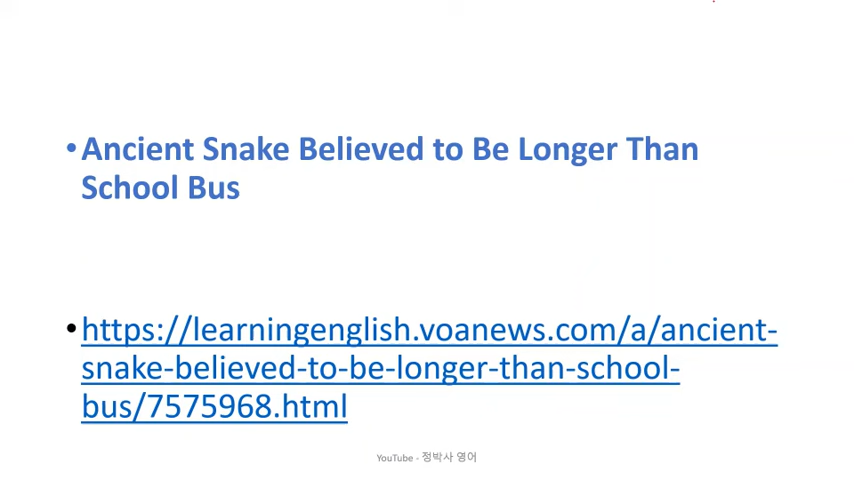 •Ancient Snake Believed to Be Longer Than
School Bus
•https://learningenglish.voanews.com/a/ancient-
snake-believed-to-be-longer-than-school-
bus/7575968.html
YouTube - 정박사 영어